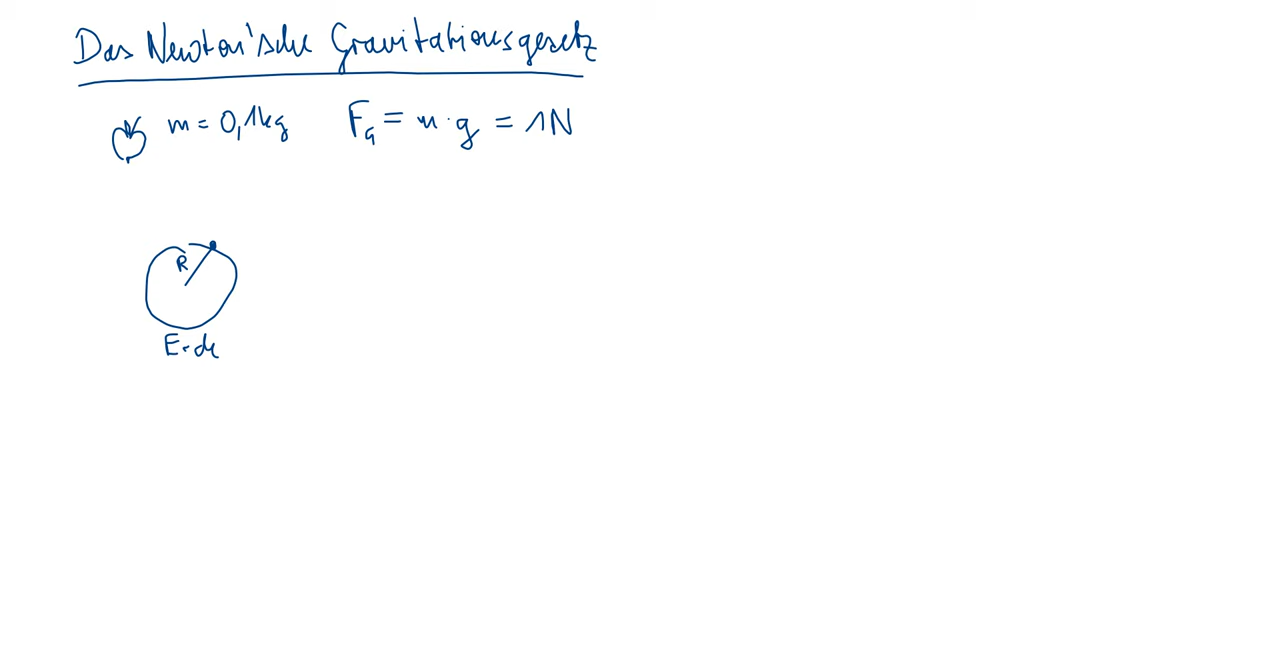 Das Newton'sche Gravitationsgesetz
m = 0,1kg F_G = m · g = 1N
R
Erde